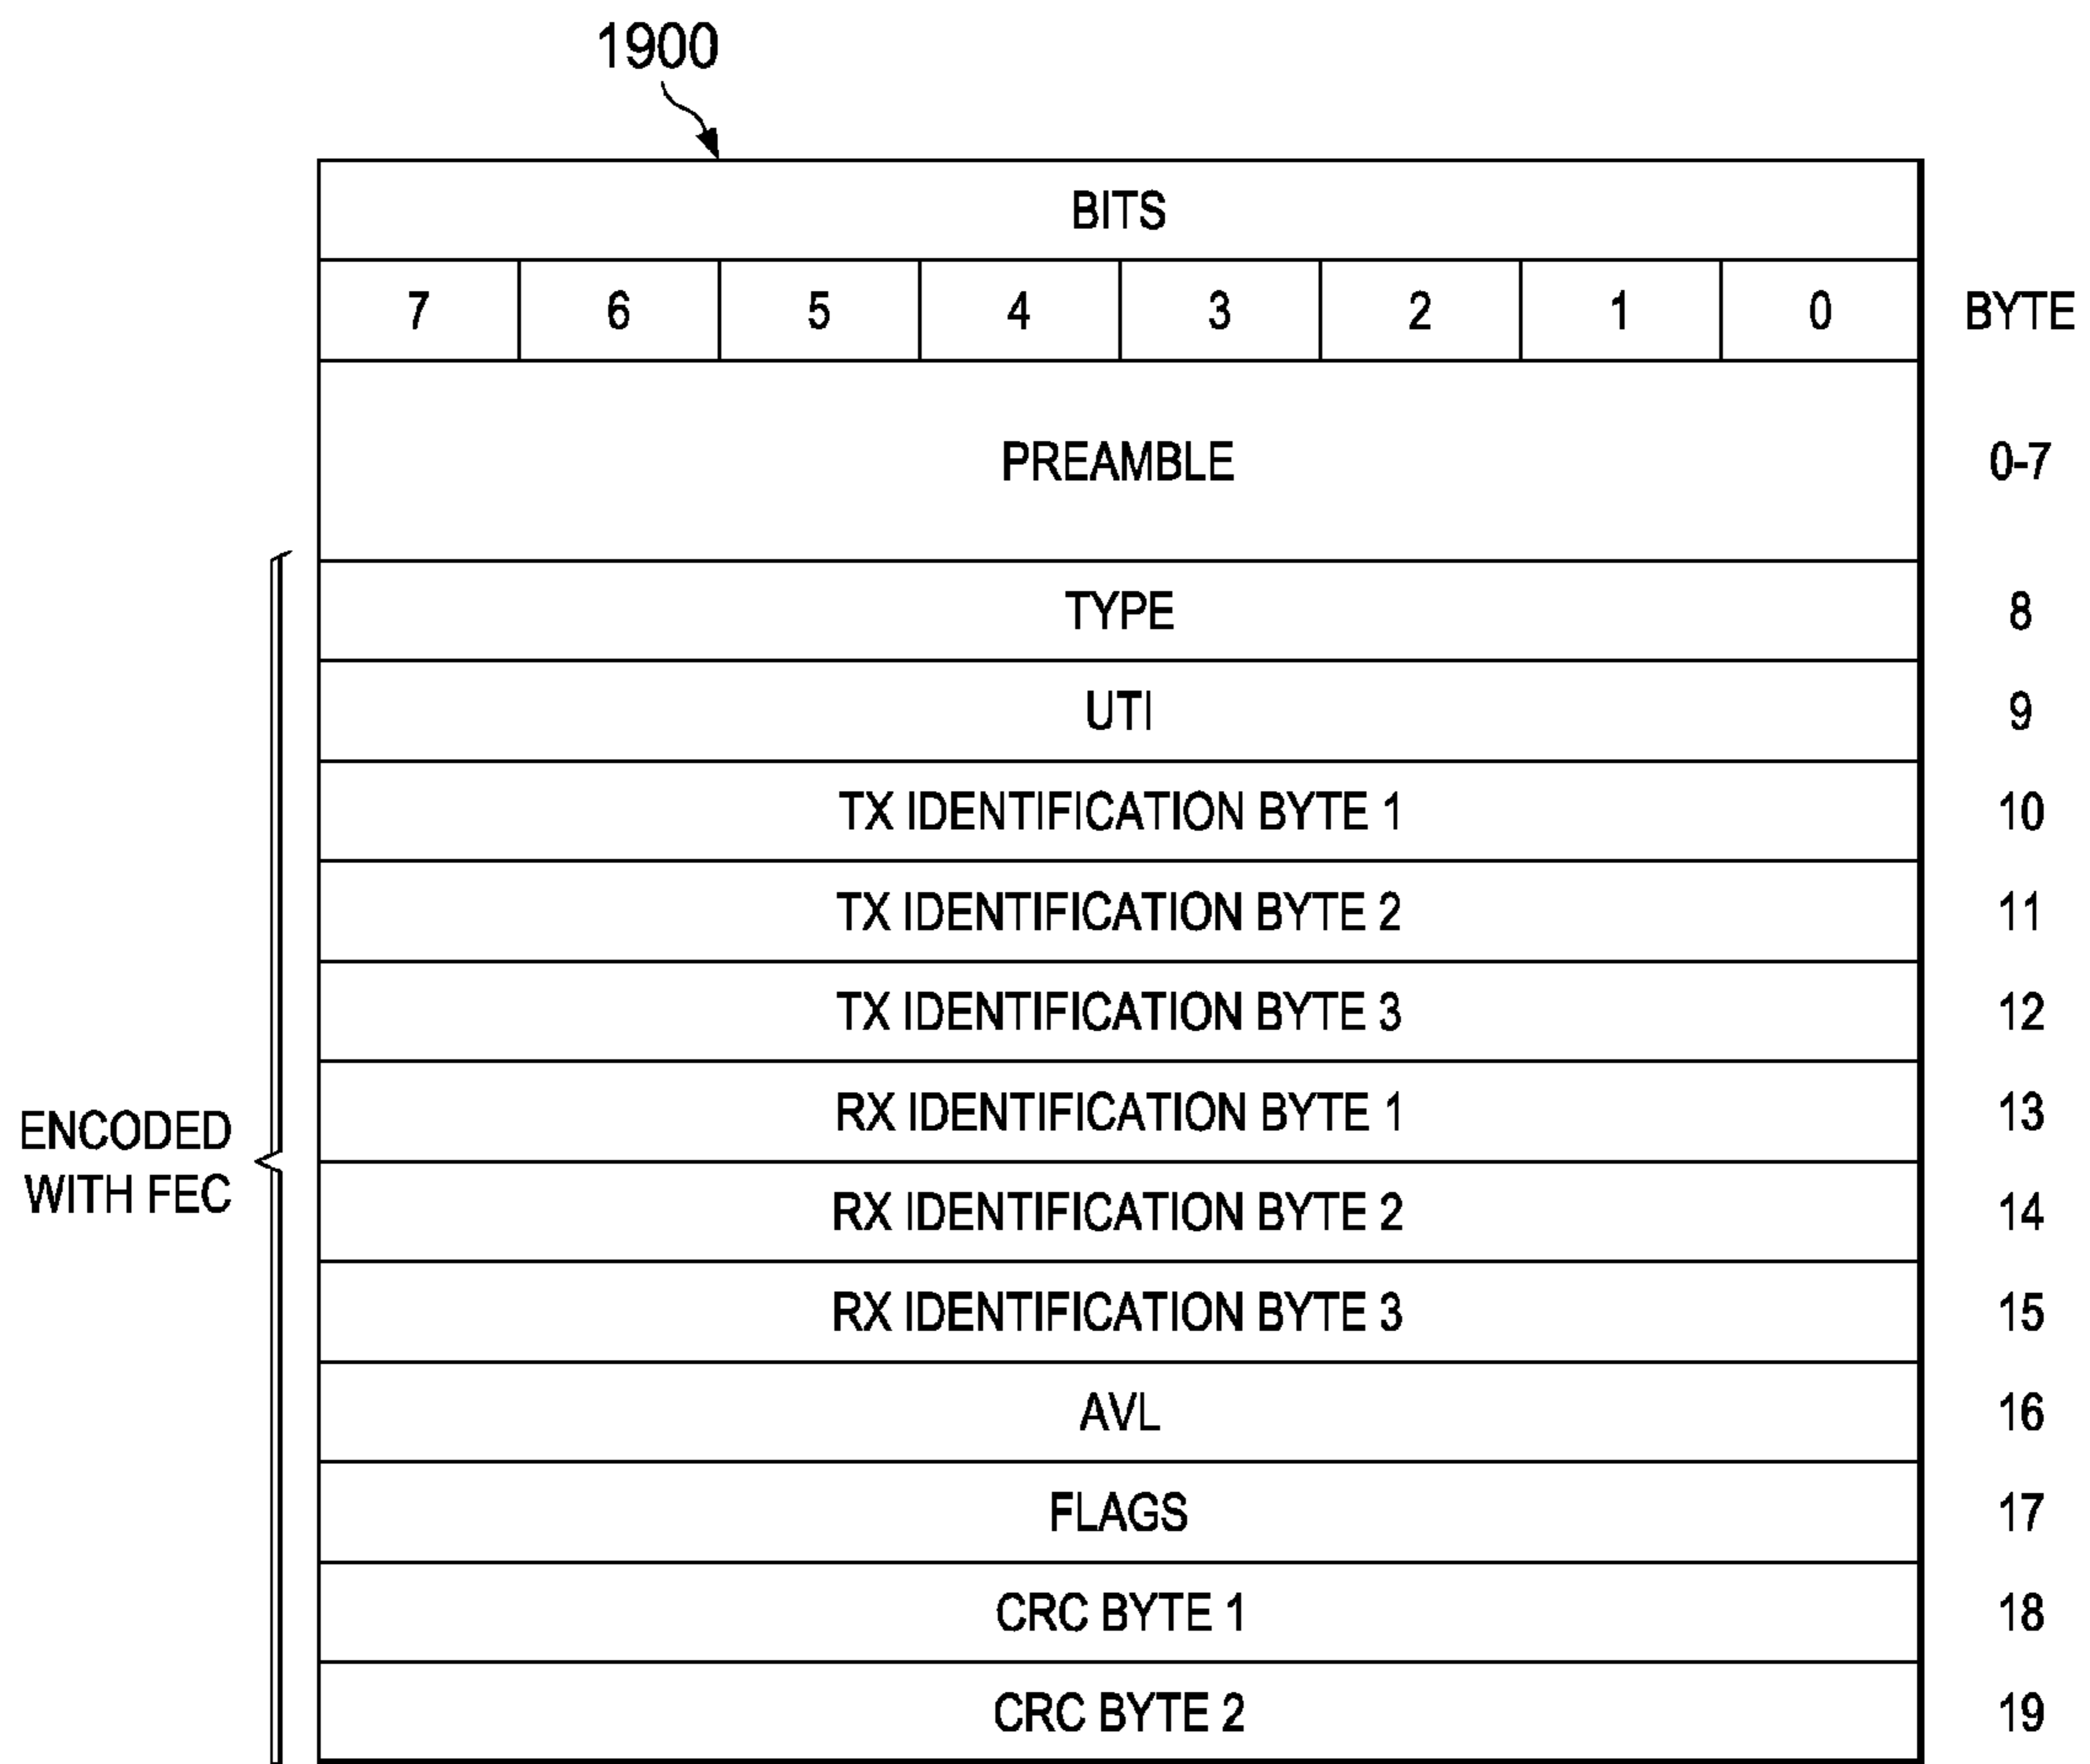 1900
BITS
7 6 5 4 3 2 1 0 BYTE
PREAMBLE 0-7
TYPE 8
UTI 9
TX IDENTIFICATION BYTE 1 10
TX IDENTIFICATION BYTE 2 11
TX IDENTIFICATION BYTE 3 12
RX IDENTIFICATION BYTE 1 13
ENCODED
WITH FEC
RX IDENTIFICATION BYTE 2 14
RX IDENTIFICATION BYTE 3 15
AVL 16
FLAGS 17
CRC BYTE 1 18
CRC BYTE 2 19